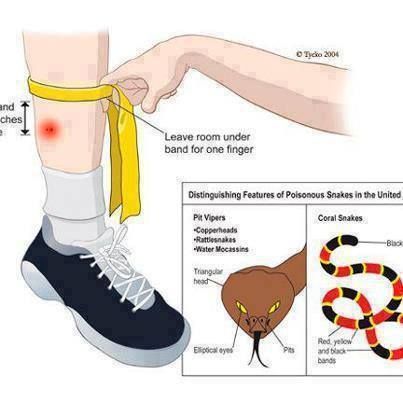 © Tycko 2004
and
ches
e
Leave room under
band for one finger
Distinguishing Features of Poisonous Snakes in the United
Pit Vipers
•Copperheads
•Rattlesnakes
•Water Mocassins
Triangular
head
Elliptical eyes
Pits
Coral Snakes
Black
Red, yellow
and black
bands